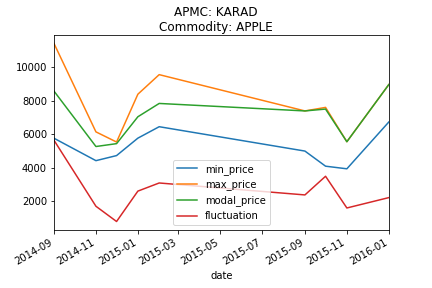 APMC: KARAD
Commodity: APPLE
10000
8000
6000
4000
2000
min_price
max_price
modal_price
fluctuation
2014-09
2014-11
2015-01
2015-03
2015-05
2015-07
2015-09
2015-11
2016-01
date